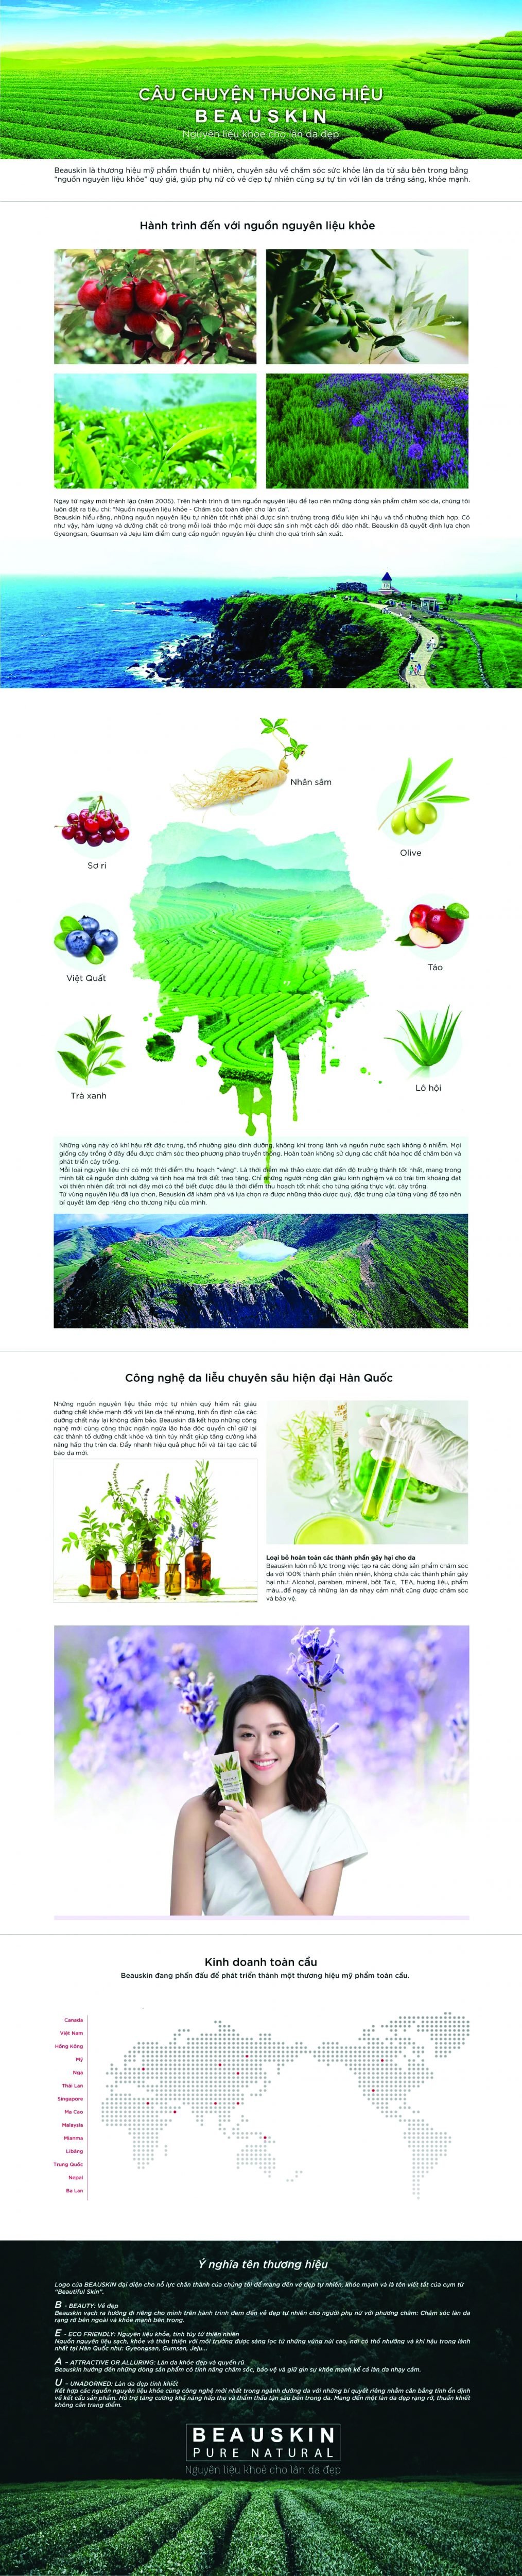 CÂU CHUYỆN THƯƠNG HIỆU
BEAUSKIN
Nguyên liệu khỏe cho làn da đẹp
Beauskin là thương hiệu mỹ phẩm thuần tự nhiên, chuyên sâu về chăm sóc sức khỏe làn da từ sâu bên trong bằng
"nguồn nguyên liệu khỏe" quý giá, giúp phụ nữ có vẻ đẹp tự nhiên cùng sự tự tin với làn da trắng sáng, khỏe mạnh.
Hành trình đến với nguồn nguyên liệu khỏe
Ngay từ ngày mới thành lập (năm 2005). Trên hành trình đi tìm nguồn nguyên liệu để tạo nên những dòng sản phẩm chăm sóc da, chúng tôi
luôn đặt ra tiêu chí: "Nguồn nguyên liệu khỏe - Chăm sóc toàn diện cho làn da".
Beauskin hiểu rằng, những nguồn nguyên liệu tự nhiên tốt nhất phải được sinh trưởng trong điều kiện khí hậu và thổ nhưỡng thích hợp. Có
như vậy, hàm lượng và dưỡng chất có trong mỗi loài thảo mộc mới được sản sinh một cách dồi dào nhất. Beauskin đã quyết định lựa chọn
Gyeongsan, Geumsan và Jeju làm điểm cung cấp nguồn nguyên liệu chính cho quá trình sản xuất.
Nhân sâm
Sơ ri
Olive
Việt Quất
Táo
Trà xanh
Lô hội
Những vùng này có khí hậu rất đặc trưng, thổ nhưỡng giàu dinh dưỡng, không khí trong lành và nguồn nước sạch không ô nhiễm. Mọi
giống cây trồng ở đây đều được chăm sóc theo phương pháp truyền thống. Hoàn toàn không sử dụng các chất hóa học để chăm bón và
phát triển cây trồng.
Mỗi loại nguyên liệu chỉ có một thời điểm thu hoạch "vàng". Là thời điểm mà thảo dược đạt đến độ trưởng thành tốt nhất, mang trong
mình tất cả nguồn dinh dưỡng và tinh hoa mà trời đất trao tặng. Chỉ những người nông dân giàu kinh nghiệm và có trái tim khoáng đạt
với thiên nhiên đất trời nơi đây mới có thể biết được đâu là thời điểm thu hoạch tốt nhất cho từng giống thực vật, cây trồng.
Từ vùng nguyên liệu đã lựa chọn, Beauskin đã khám phá và lựa chọn ra được những thảo dược quý, đặc trưng của từng vùng để tạo nên
bí quyết làm đẹp riêng cho thương hiệu của mình.
Công nghệ da liễu chuyên sâu hiện đại Hàn Quốc
Những nguồn nguyên liệu thảo mộc tự nhiên quý hiếm rất giàu
dưỡng chất khỏe mạnh đối với làn da thế nhưng, tính ổn định của các
dưỡng chất này lại không đảm bảo. Beauskin đã kết hợp những công
nghệ mới cùng công thức ngăn ngừa lão hóa độc quyền chỉ giữ lại
các thành tố dưỡng chất khỏe và tinh túy nhất giúp tăng cường khả
năng hấp thụ trên da. Đẩy nhanh hiệu quả phục hồi và tái tạo các tế
bào da mới.
Loại bỏ hoàn toàn các thành phần gây hại cho da
Beauskin luôn nỗ lực trong việc tạo ra các dòng sản phẩm chăm sóc
da với 100% thành phần thiên nhiên, không chứa các thành phần gây
hại như: Alcohol, paraben, mineral, bột Talc, TEA, hương liệu, phẩm
màu...để ngay cả những làn da nhạy cảm nhất cũng được chăm sóc
và bảo vệ.
Kinh doanh toàn cầu
Beauskin đang phấn đấu để phát triển thành một thương hiệu mỹ phẩm toàn cầu.
Canada
Việt Nam
Hồng Kông
Mỹ
Nga
Thái Lan
Singapore
Ma Cao
Malaysia
Mianma
Libăng
Trung Quốc
Nepal
Ba Lan
Ý nghĩa tên thương hiệu
Logo của BEAUSKIN đại diện cho nỗ lực chân thành của chúng tôi để mang đến vẻ đẹp tự nhiên, khỏe mạnh và là tên viết tắt của cụm từ
"Beautiful Skin".
B - BEAUTY: Vẻ đẹp
Beauskin vạch ra hướng đi riêng cho mình trên hành trình đem đến vẻ đẹp tự nhiên cho người phụ nữ với phương châm: Chăm sóc làn da
rạng rỡ bên ngoài và khỏe mạnh bên trong.
E - ECO FRIENDLY: Nguyên liệu khỏe, tinh túy từ thiên nhiên
Nguồn nguyên liệu sạch, khỏe và thân thiện với môi trường được sàng lọc từ những vùng núi cao, nơi có thổ nhưỡng và khí hậu trong lành
nhất tại Hàn Quốc như: Gyeongsan, Gumsan, Jeju...
A – ATTRACTIVE OR ALLURING: Làn da khỏe đẹp và quyến rũ
Beauskin hướng đến những dòng sản phẩm có tính năng chăm sóc, bảo vệ và giữ gìn sự khỏe mạnh kể cả làn da nhạy cảm.
U – UNADORNED: Làn da đẹp tinh khiết
Kết hợp các nguồn nguyên liệu khỏe cùng công nghệ mới nhất trong ngành dưỡng da với những bí quyết riêng nhằm cân bằng tính ổn định
về kết cấu sản phẩm. Hỗ trợ tăng cường khả năng hấp thụ và thẩm thấu tận sâu bên trong da. Mang đến một làn da đẹp rạng rỡ, thuần khiết
không cần trang điểm.
BEAUSKIN
PURE NATURAL
Nguyên liệu khoẻ cho làn da đẹp